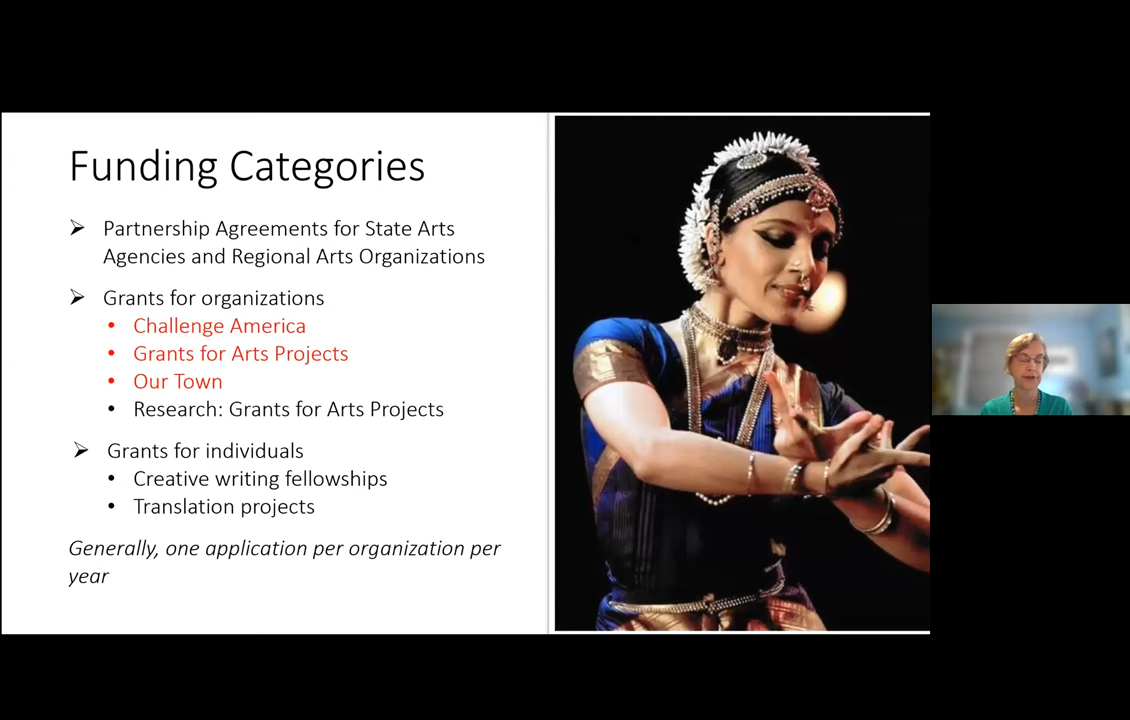 Funding Categories
➢ Partnership Agreements for State Arts
Agencies and Regional Arts Organizations
➢ Grants for organizations
• Challenge America
• Grants for Arts Projects
• Our Town
• Research: Grants for Arts Projects
➢ Grants for individuals
• Creative writing fellowships
• Translation projects
Generally, one application per organization per
year